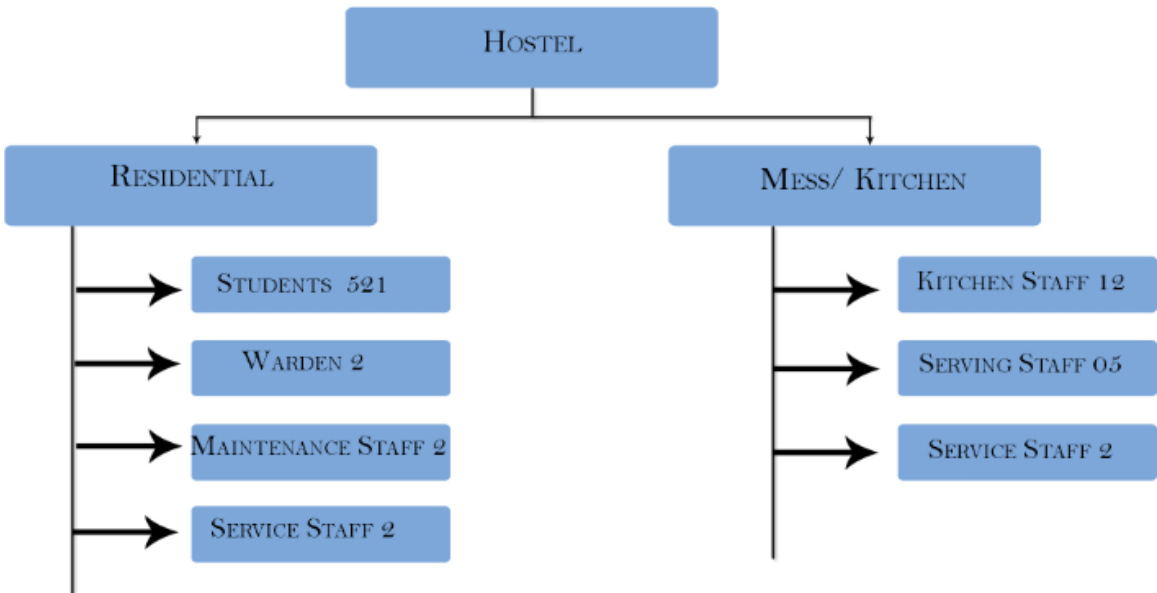 Hostel
Residential
Mess/ Kitchen
Students 521
Warden 2
Maintenance Staff 2
Service Staff 2
Kitchen Staff 12
Serving Staff 05
Service Staff 2